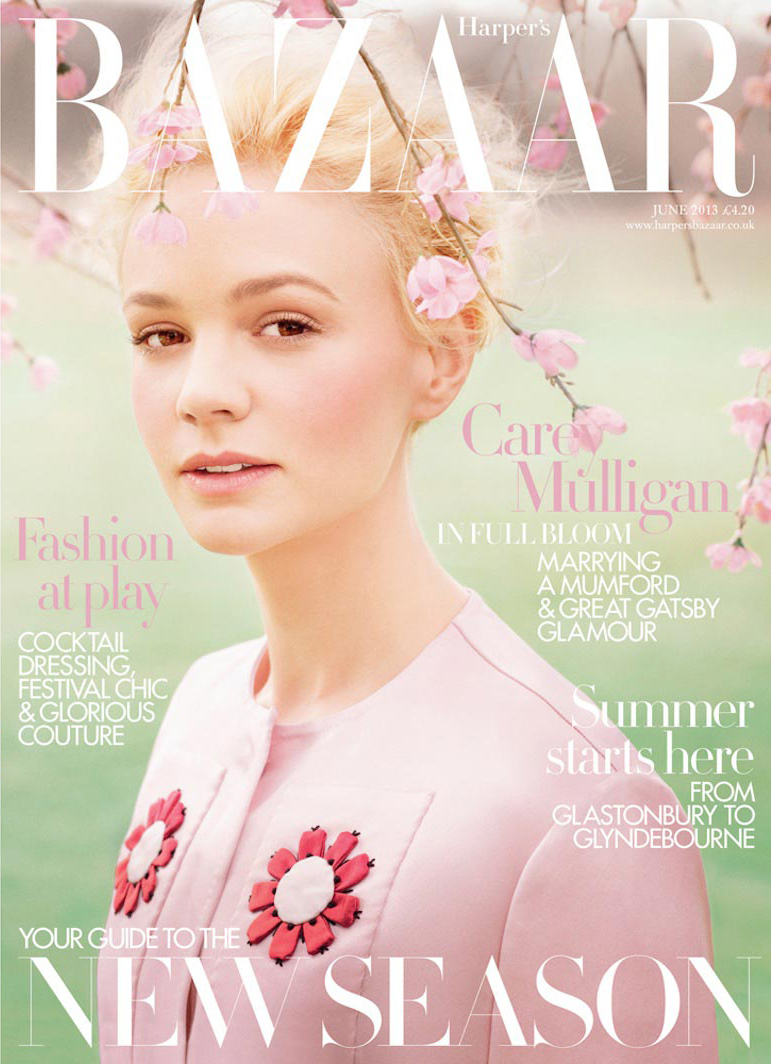 Harper's
BAZAAR
JUNE 2013 £4.20
www.harpersbazaar.co.uk
Carey
Mulligan
IN FULL BLOOM
MARRYING
A MUMFORD
& GREAT GATSBY
GLAMOUR
Fashion
at play
COCKTAIL
DRESSING,
FESTIVAL CHIC
& GLORIOUS
COUTURE
Summer
starts here
FROM
GLASTONBURY TO
GLYNDEBOURNE
YOUR GUIDE TO THE
NEW SEASON